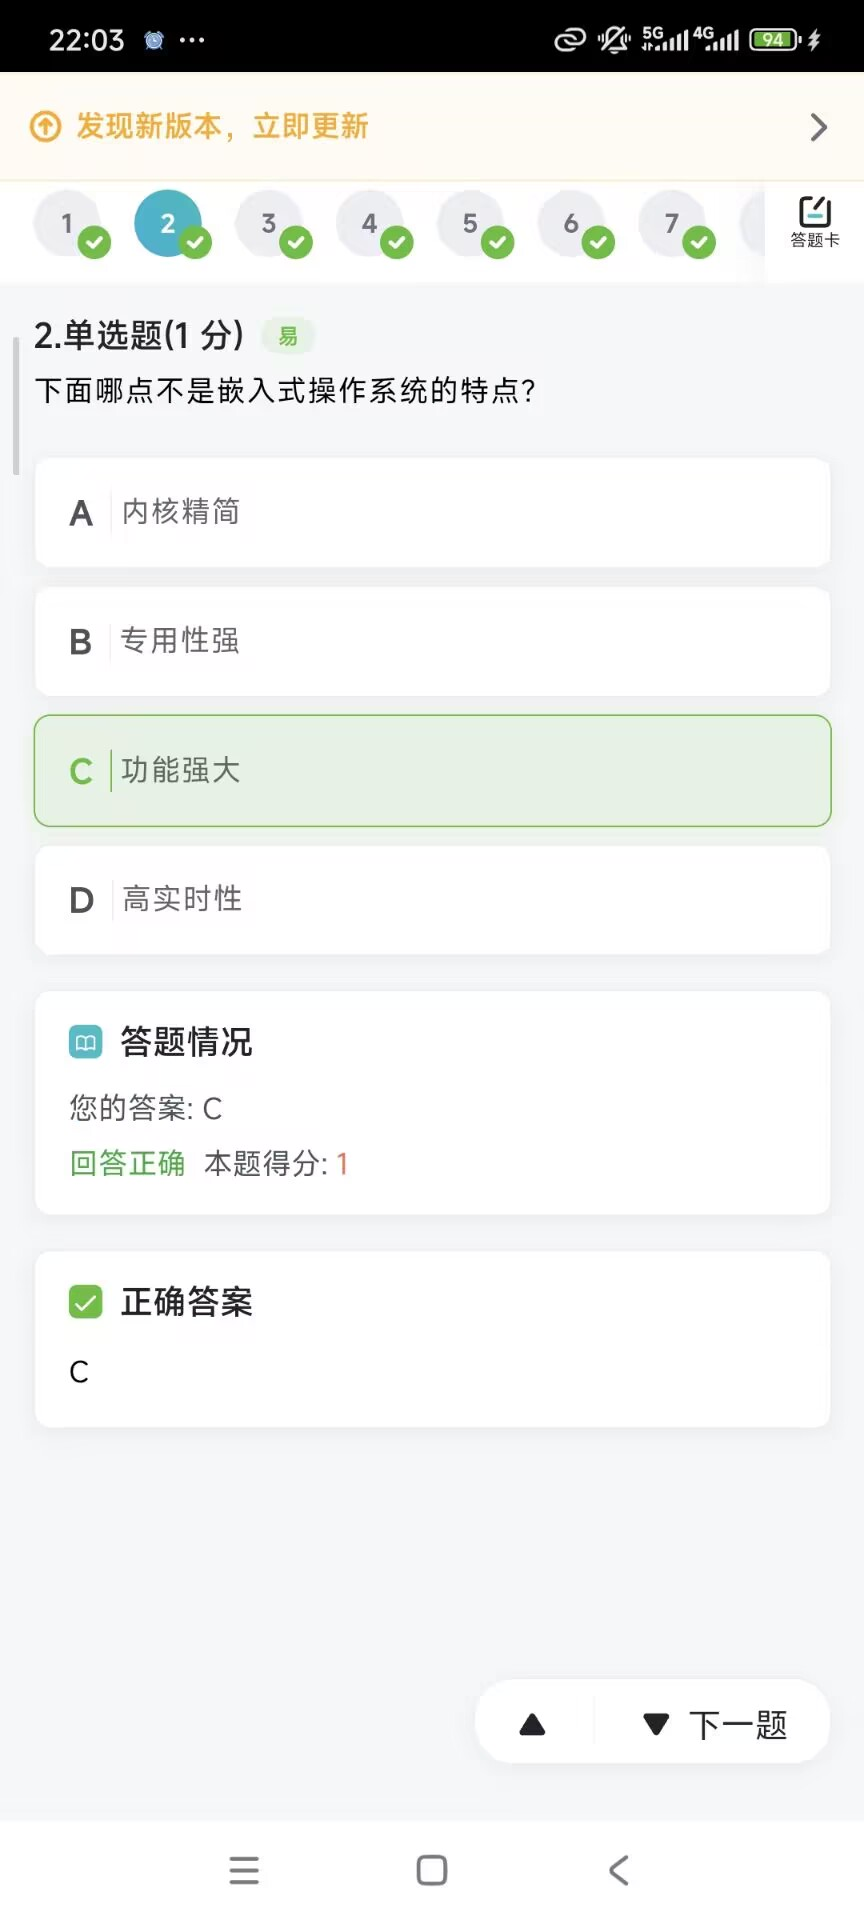 22:03 ··· 5G 4G 94
发现新版本，立即更新
1 2 3 4 5 6 7
答题卡
2.单选题(1 分) 易
下面哪点不是嵌入式操作系统的特点?
A 内核精简
B 专用性强
C 功能强大
D 高实时性
答题情况
您的答案: C
回答正确 本题得分: 1
正确答案
C
下一题